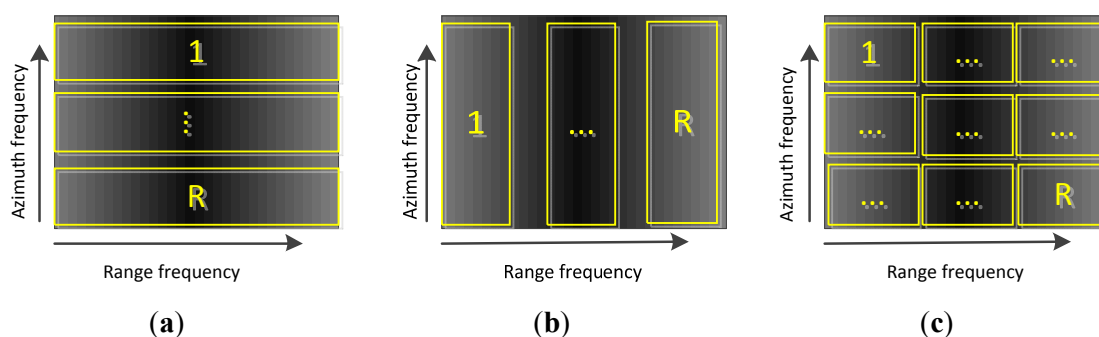 Azimuth frequency
1
⋮
R
Range frequency
(a)
Azimuth frequency
1 ... R
Range frequency
(b)
Azimuth frequency
1 ... ...
... ... ...
... ... R
Range frequency
(c)